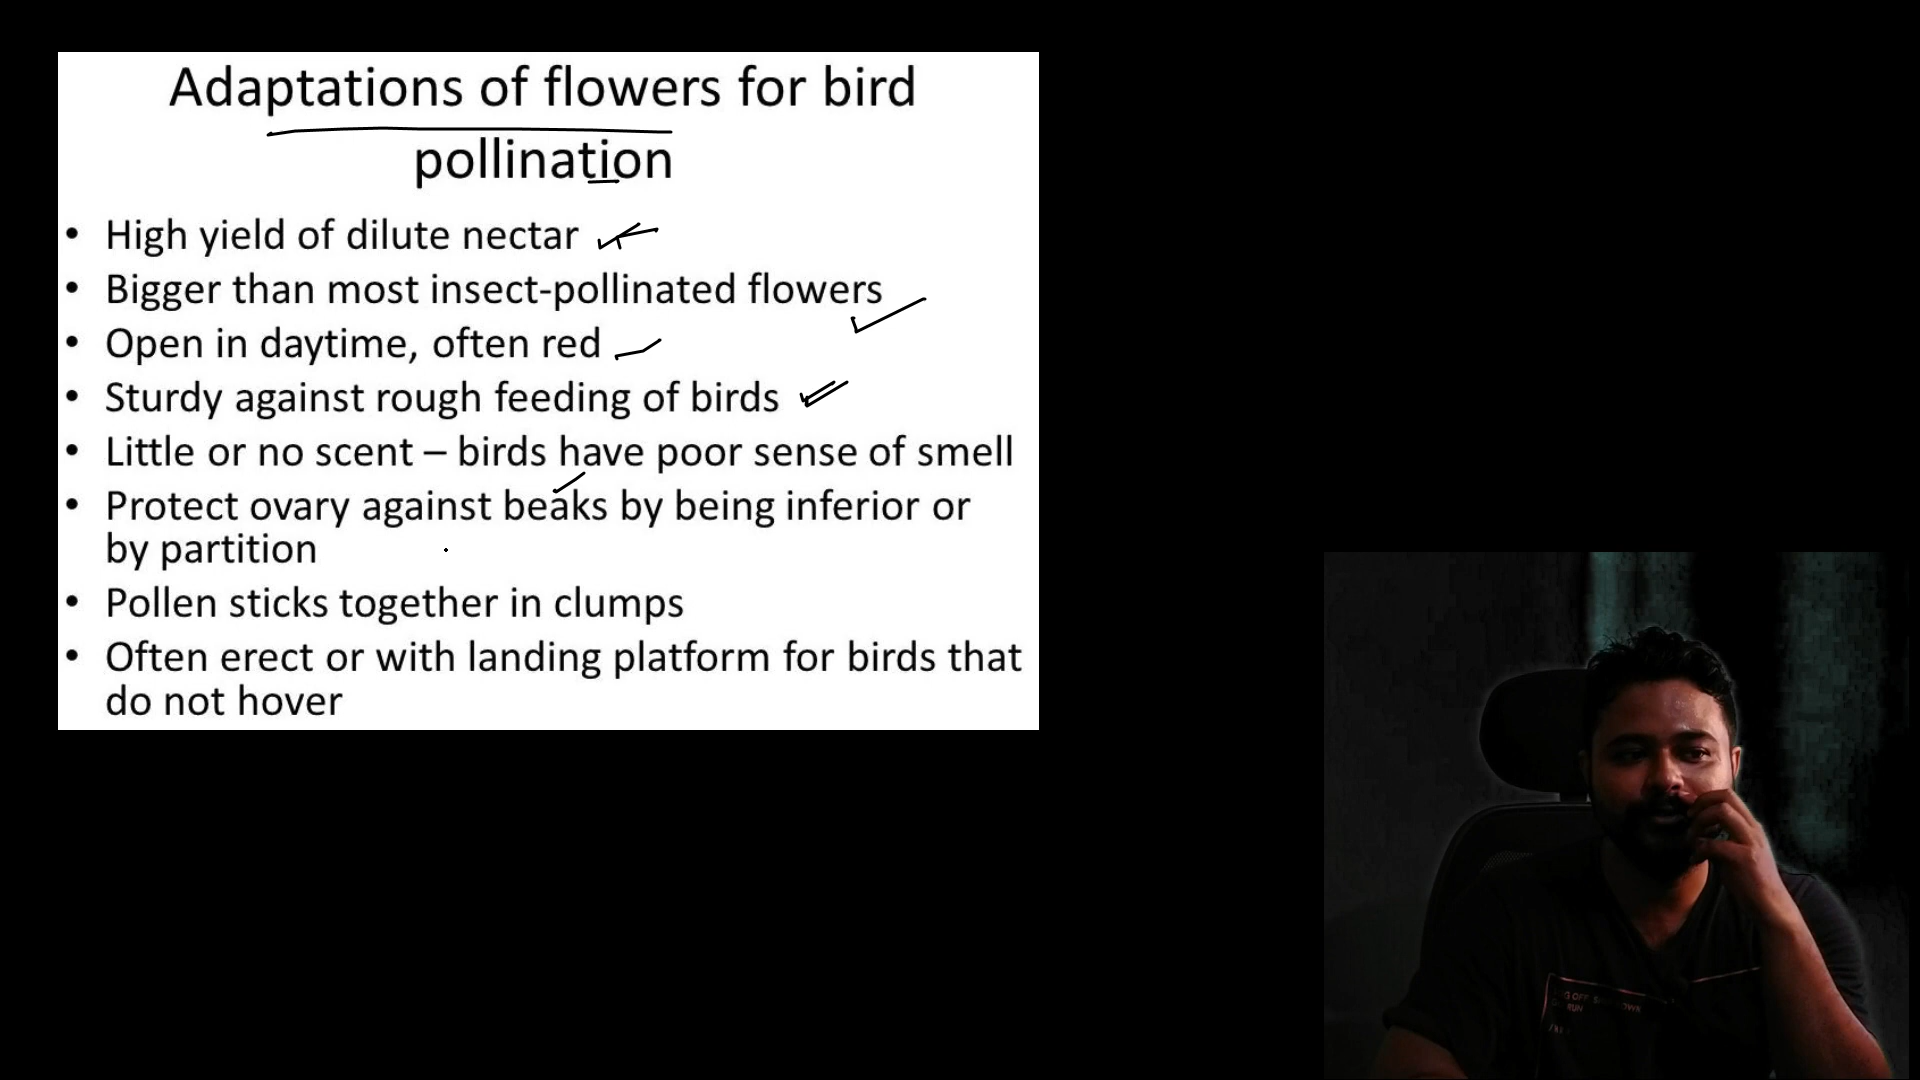 Adaptations of flowers for bird
pollination
• High yield of dilute nectar
• Bigger than most insect-pollinated flowers
• Open in daytime, often red
• Sturdy against rough feeding of birds
• Little or no scent – birds have poor sense of smell
• Protect ovary against beaks by being inferior or
by partition
• Pollen sticks together in clumps
• Often erect or with landing platform for birds that
do not hover
RUN